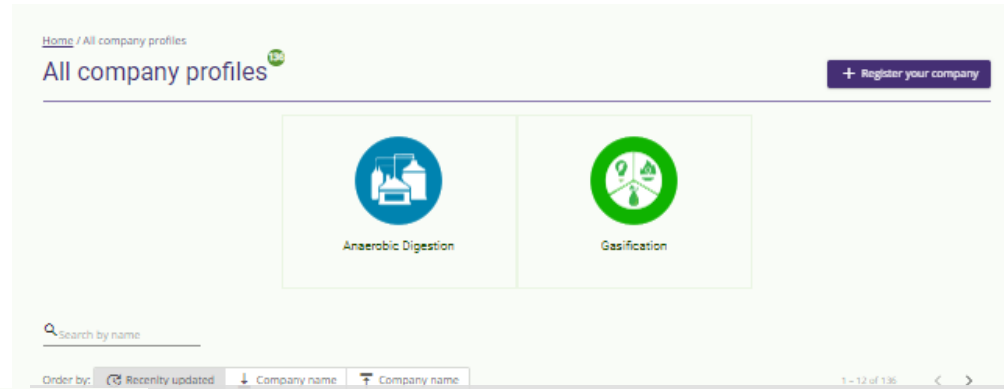 Home / All company profiles
All company profiles 136
+ Register your company
Anaerobic Digestion
Gasification
Search by name
Order by: Recently updated ↓ Company name ↑ Company name 1 – 12 of 136 < >